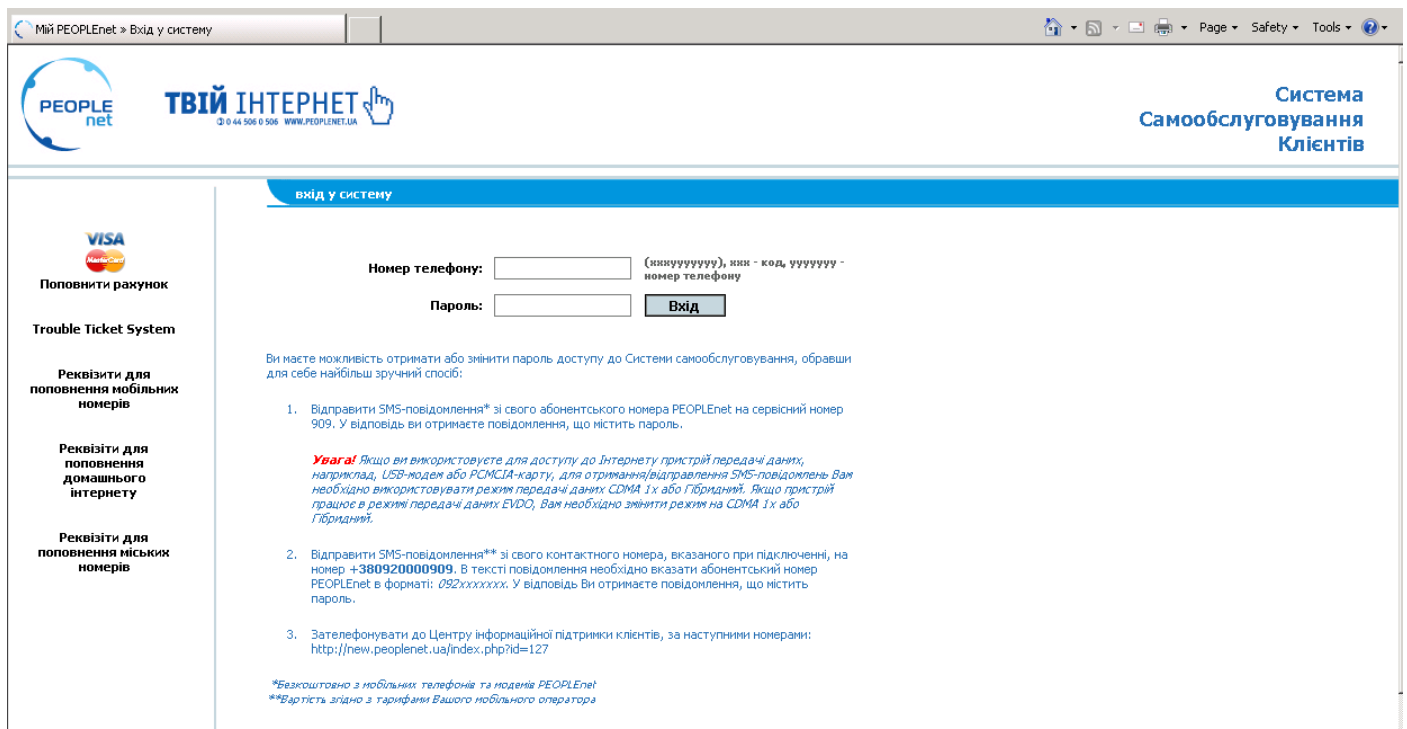 Мій PEOPLEnet » Вхід у систему
Page
Safety
Tools
PEOPLE
net
ТВІЙ ІНТЕРНЕТ
0 44 506 0 506 WWW.PEOPLENET.UA
Система
Самообслуговування
Клієнтів
вхід у систему
VISA
MasterCard
Поповнити рахунок
Trouble Ticket System
Реквізити для
поповнення мобільних
номерів
Реквізіти для
поповнення
домашнього
інтернету
Реквізіти для
поповнення міських
номерів
Номер телефону:
(xxxyyyyyyy), xxx - код, yyyyyyy -
номер телефону
Пароль:
Вхід
Ви маєте можливість отримати або змінити пароль доступу до Системи самообслуговування, обравши
для себе найбільш зручний спосіб:
1. Відправити SMS-повідомлення* зі свого абонентського номера PEOPLEnet на сервісний номер
909. У відповідь ви отримаєте повідомлення, що містить пароль.
Увага! Якщо ви використовуєте для доступу до Інтернету пристрій передачі даних,
наприклад, USB-модем або PCMCIA-карту, для отримання/відправлення SMS-повідомлень Вам
необхідно використовувати режим передачі даних CDMA 1x або Гібридний. Якщо пристрій
працює в режимі передачі даних EVDO, Вам необхідно змінити режим на CDMA 1x або
Гібридний.
2. Відправити SMS-повідомлення** зі свого контактного номера, вказаного при підключенні, на
номер +380920000909. В тексті повідомлення необхідно вказати абонентський номер
PEOPLEnet в форматі: 092xxxxxxx. У відповідь Ви отримаєте повідомлення, що містить
пароль.
3. Зателефонувати до Центру інформаційної підтримки клієнтів, за наступними номерами:
http://new.peoplenet.ua/index.php?id=127
*Безкоштовно з мобільних телефонів та модемів PEOPLEnet
**Вартість згідно з тарифами Вашого мобільного оператора